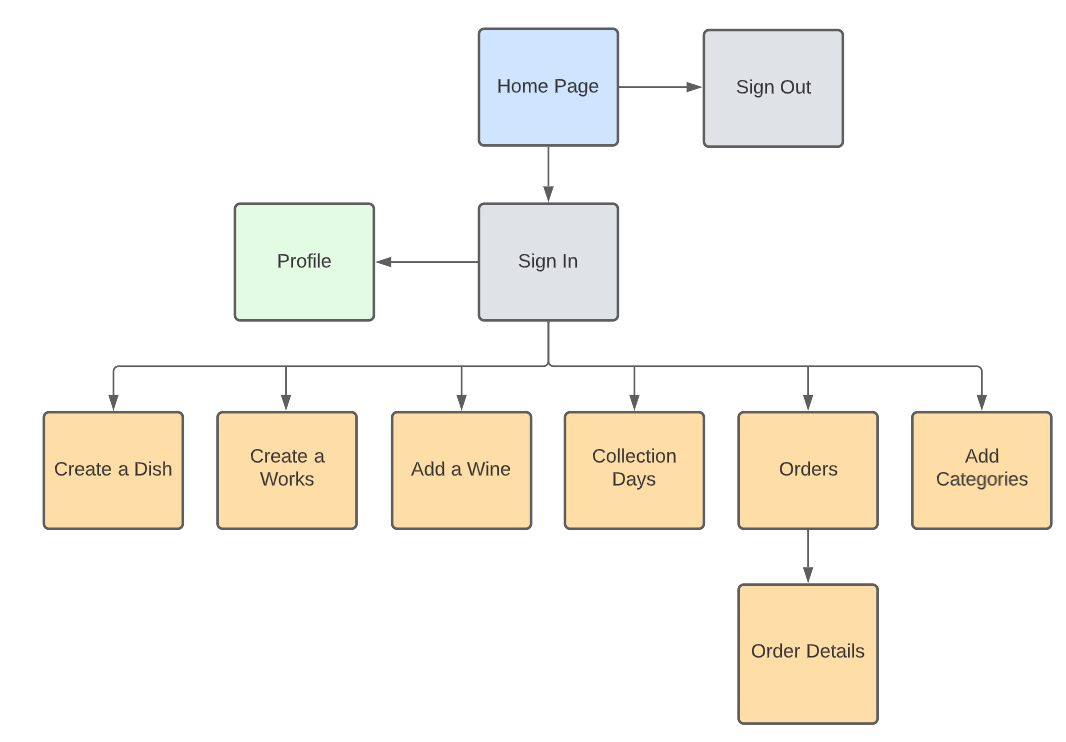 Home Page
Sign Out
Profile
Sign In
Create a Dish
Create a
Works
Add a Wine
Collection
Days
Orders
Add
Categories
Order Details